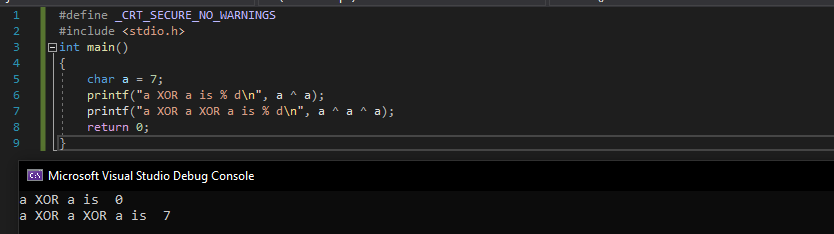 1 #define _CRT_SECURE_NO_WARNINGS
2 #include <stdio.h>
3 int main()
4 {
5 char a = 7;
6 printf("a XOR a is % d\n", a ^ a);
7 printf("a XOR a XOR a is % d\n", a ^ a ^ a);
8 return 0;
9 }
C:\ Microsoft Visual Studio Debug Console
a XOR a is  0
a XOR a XOR a is  7